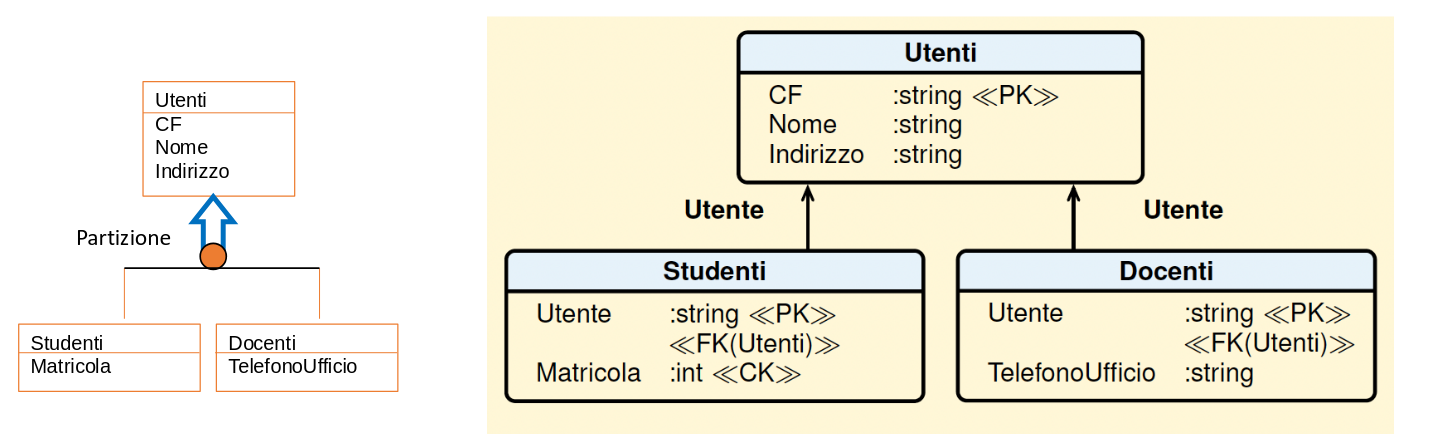 Utenti
CF
Nome
Indirizzo
Partizione
Studenti
Matricola
Docenti
TelefonoUfficio
Utenti
CF :string ≪PK≫
Nome :string
Indirizzo :string
Utente
Utente
Studenti
Utente :string ≪PK≫
≪FK(Utenti)≫
Matricola :int ≪CK≫
Docenti
Utente :string ≪PK≫
≪FK(Utenti)≫
TelefonoUfficio :string